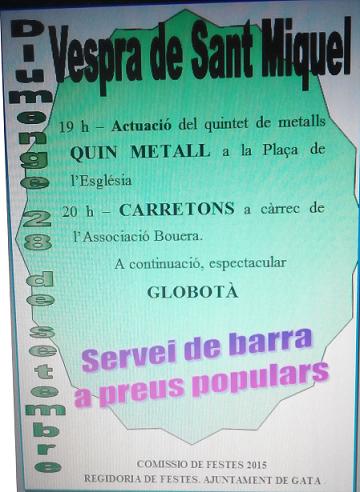 Diumenge 28 de setembre
Vespra de Sant Miquel
19 h – Actuació del quintet de metalls
QUIN METALL a la Plaça de
l'Església
20 h – CARRETONS a càrrec de
l'Associació Bouera.
A continuació, espectacular
GLOBOTÀ
Servei de barra
a preus populars
COMISSIO DE FESTES 2015
REGIDORIA DE FESTES. AJUNTAMENT DE GATA